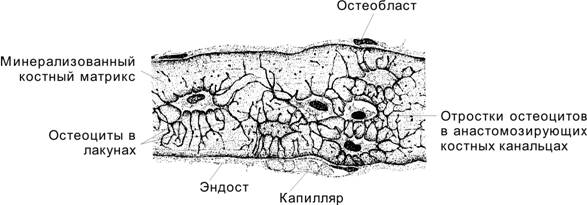 Остеобласт
Минерализованный
костный матрикс
Отростки остеоцитов
в анастомозирующих
костных канальцах
Остеоциты в
лакунах
Эндост
Капилляр